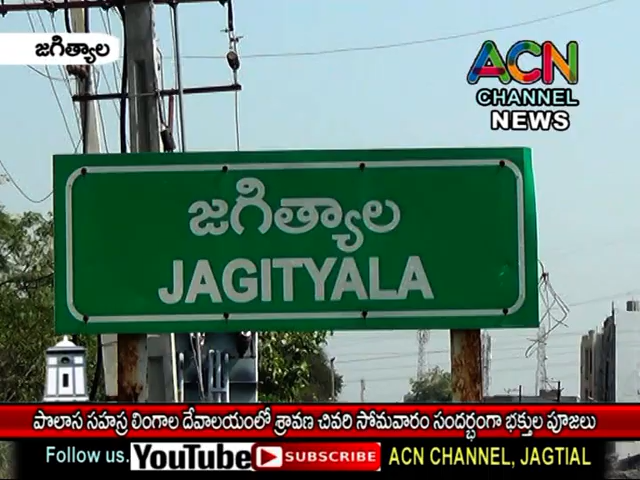 జగిత్యాల
ACN
CHANNEL
NEWS
జగిత్యాల
JAGITYALA
పొలాస సహస్ర లింగాల దేవాలయంలో శ్రావణ చివరి సోమవారం సందర్భంగా భక్తుల పూజలు
Follow us. YouTube SUBSCRIBE ACN CHANNEL, JAGTIAL